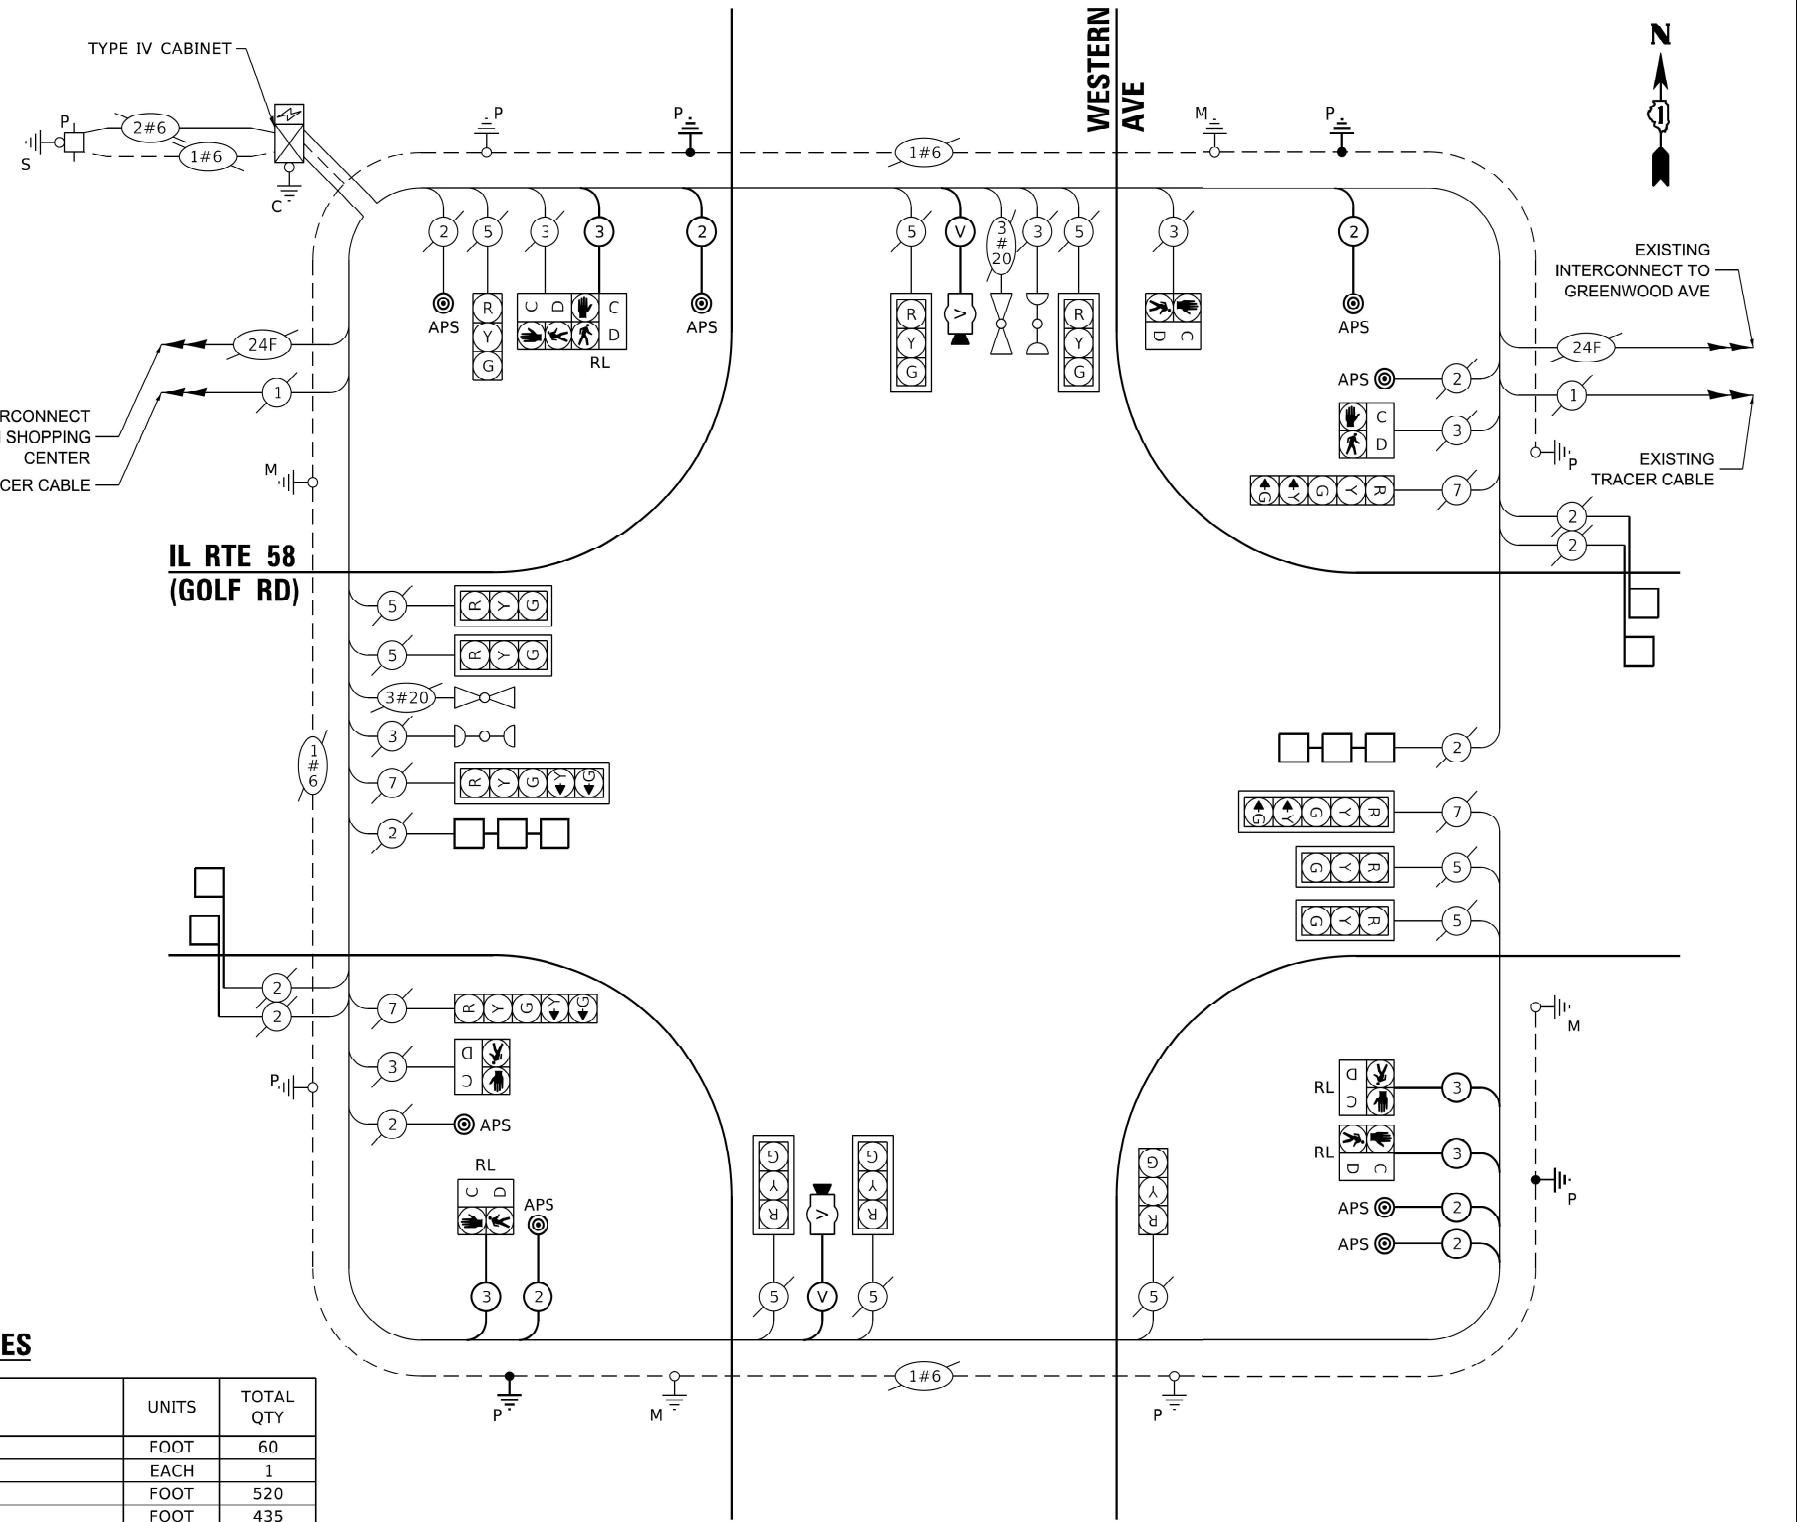 TYPE IV CABINET
WESTERN
AVE
N
1
P
P
M
P
P
2#6
1#6
1#6
S
C
2
5
3
3
2
5
V
3
#
20
3
5
3
2
C
D
C
D
RL
R
Y
G
APS
APS
R
Y
G
V
R
Y
G
D
C
APS
EXISTING
INTERCONNECT TO
GREENWOOD AVE
24F
24F
1
1
APS
2
C
D
3
G
Y
G
Y
R
7
RCONNECT
SHOPPING
CENTER
CER CABLE
M
P
EXISTING
TRACER CABLE
2
2
IL RTE 58
(GOLF RD)
5
R Y G
5
R Y G
3#20
3
1
#
6
7
R Y G Y G
2
2
G Y G Y R
7
G Y R
5
G Y R
5
2
2
7
R Y G Y G
3
D
C
P
2
APS
M
RL
D
C
3
RL
D
C
3
APS
2
P
APS
2
RL
C
D
APS
3
2
G
Y
R
V
G
Y
R
G
Y
R
5
V
5
5
1#6
P
M
P
ES
UNITS
TOTAL
QTY
FOOT 60
EACH 1
FOOT 520
FOOT 435